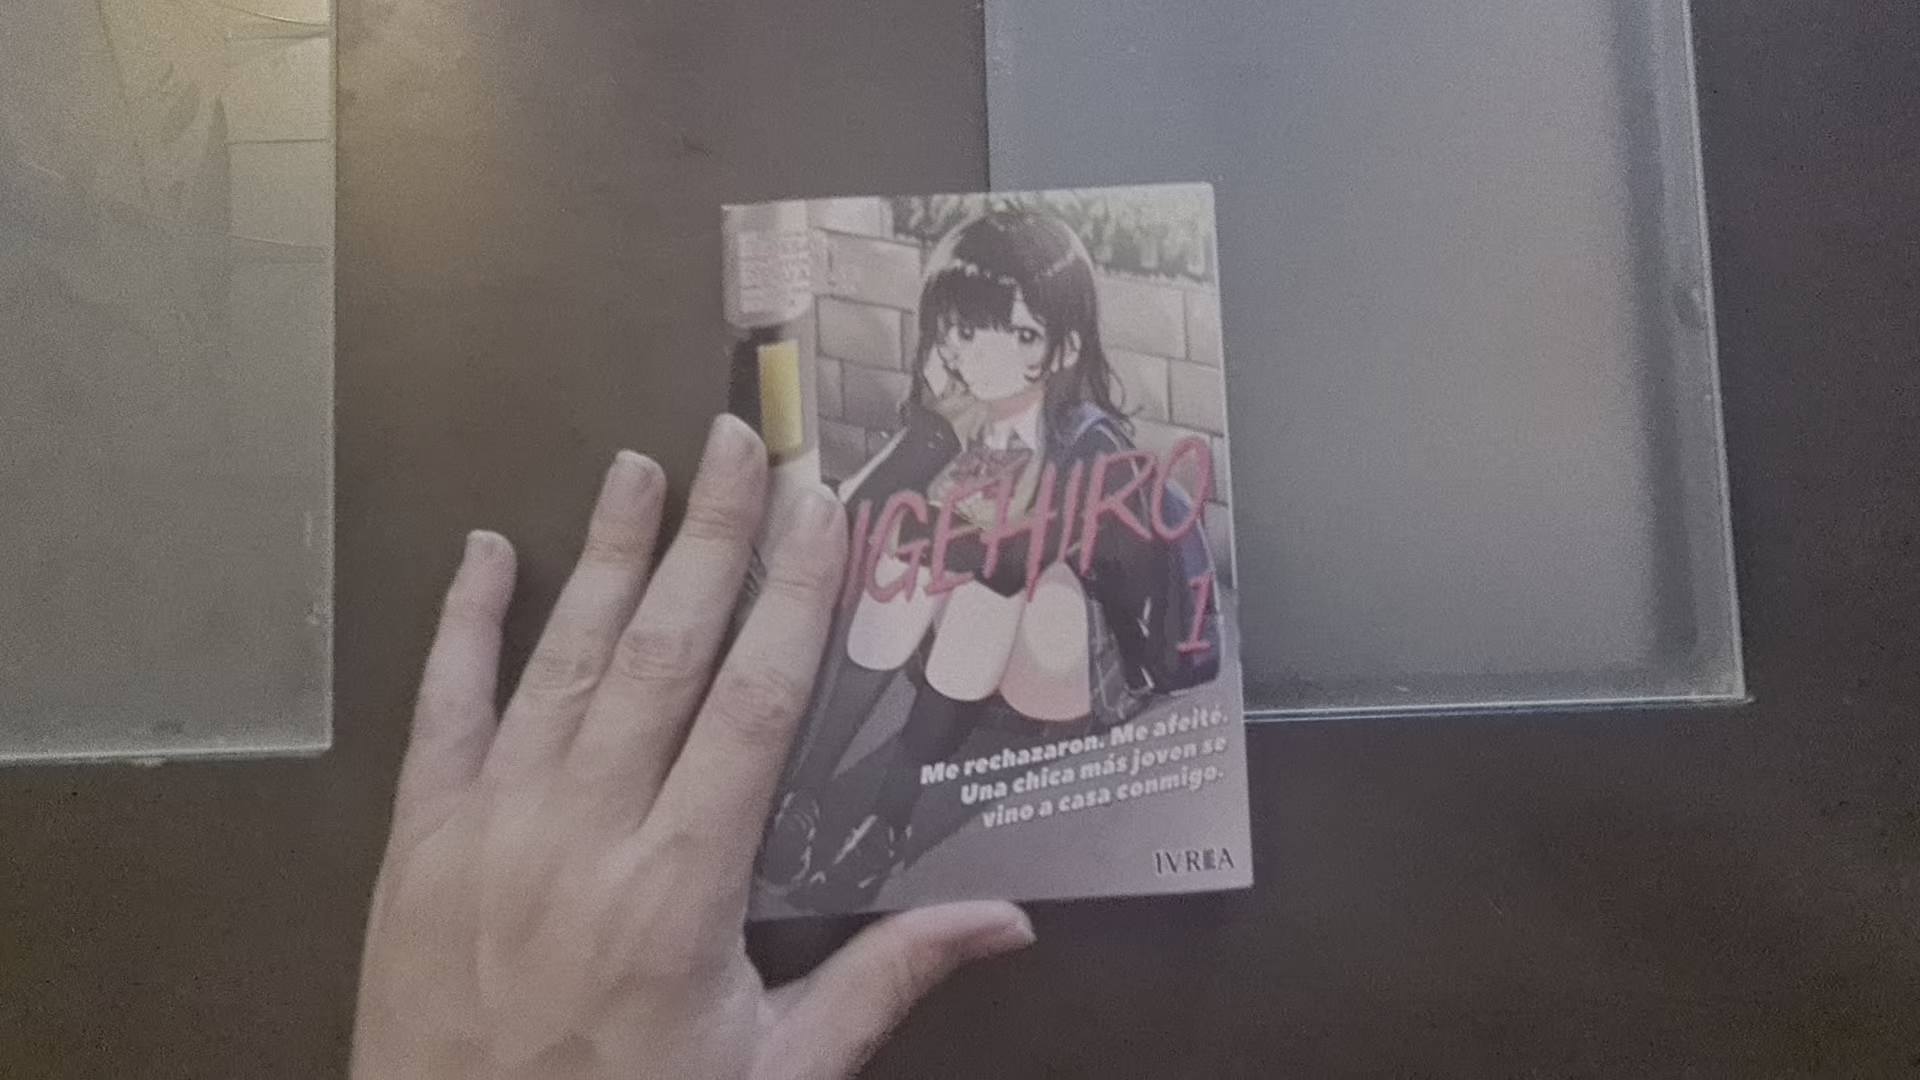 IGEHIRO
1
Me rechazaron. Me afeité.
Una chica más joven se
vino a casa conmigo.
IVREA